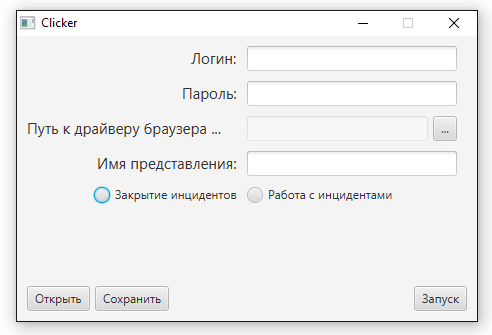 Clicker
Логин:
Пароль:
Путь к драйверу браузера ...
...
Имя представления:
Закрытие инцидентов Работа с инцидентами
Открыть Сохранить Запуск